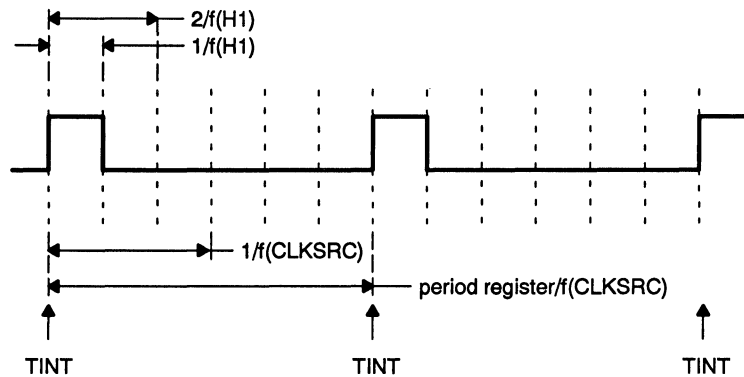 2/f(H1)
1/f(H1)
1/f(CLKSRC)
period register/f(CLKSRC)
TINT
TINT
TINT